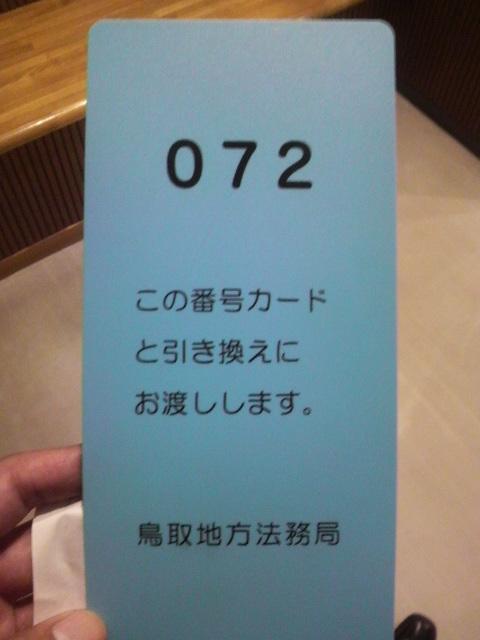 072
この番号カード
と引き換えに
お渡しします。
鳥取地方法務局